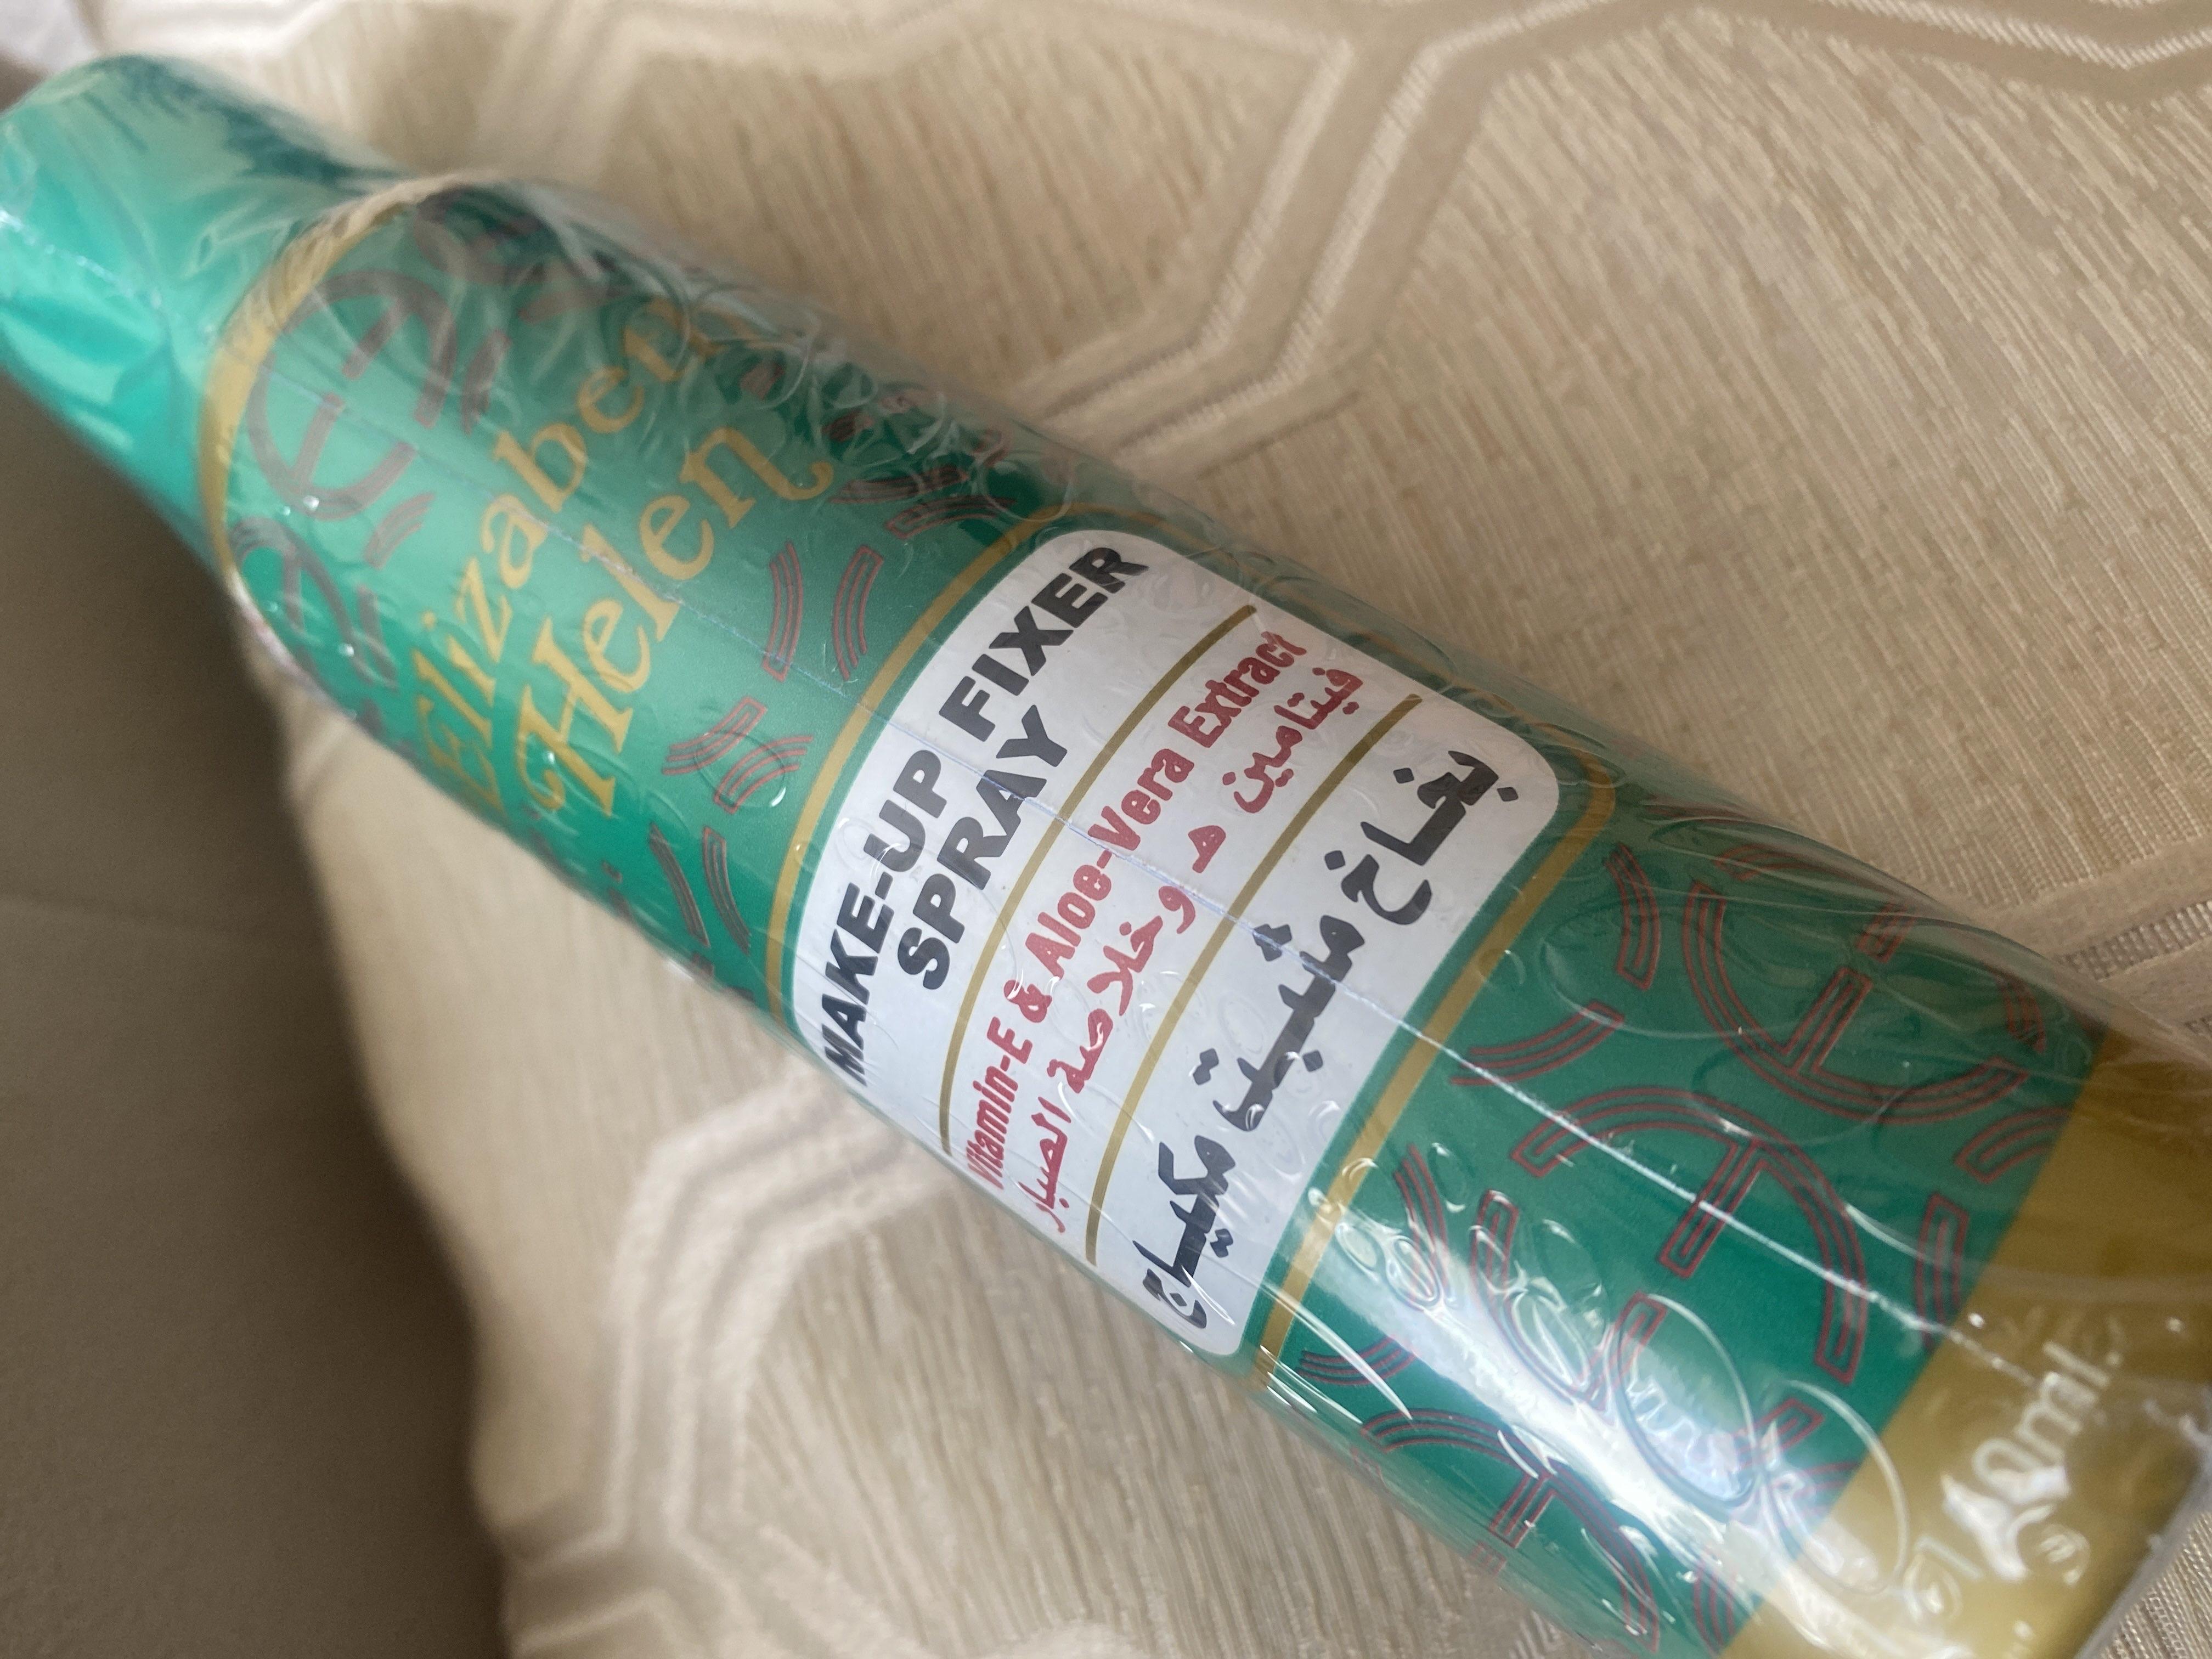 Elizabeth
Helen
MAKE-UP FIXER
SPRAY
Vitamin-E & Aloe-Vera Extract
فيتامين هـ وخلاصة الصبار
بخاخ مثبت مكياج